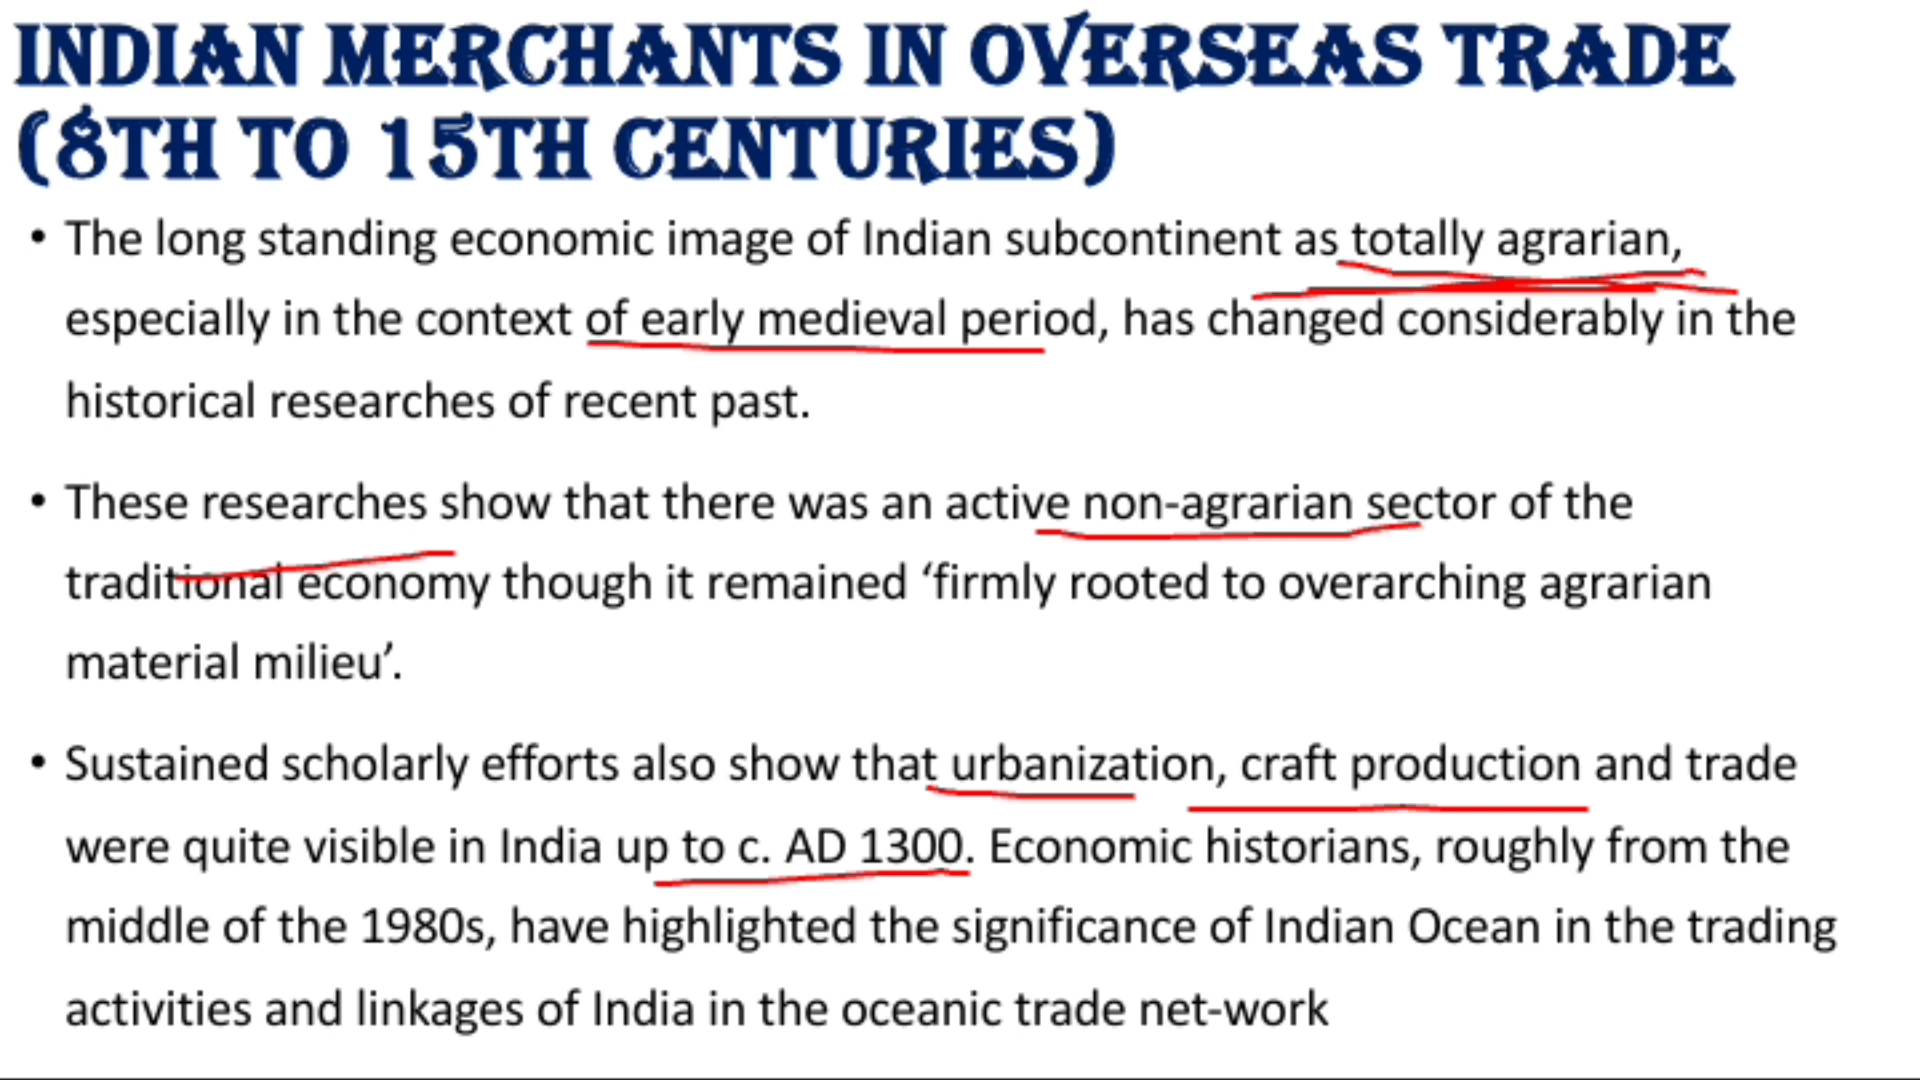 INDIAN MERCHANTS IN OVERSEAS TRADE
(8TH TO 15TH CENTURIES)
• The long standing economic image of Indian subcontinent as totally agrarian,
especially in the context of early medieval period, has changed considerably in the
historical researches of recent past.
• These researches show that there was an active non-agrarian sector of the
traditional economy though it remained ‘firmly rooted to overarching agrarian
material milieu’.
• Sustained scholarly efforts also show that urbanization, craft production and trade
were quite visible in India up to c. AD 1300. Economic historians, roughly from the
middle of the 1980s, have highlighted the significance of Indian Ocean in the trading
activities and linkages of India in the oceanic trade net-work